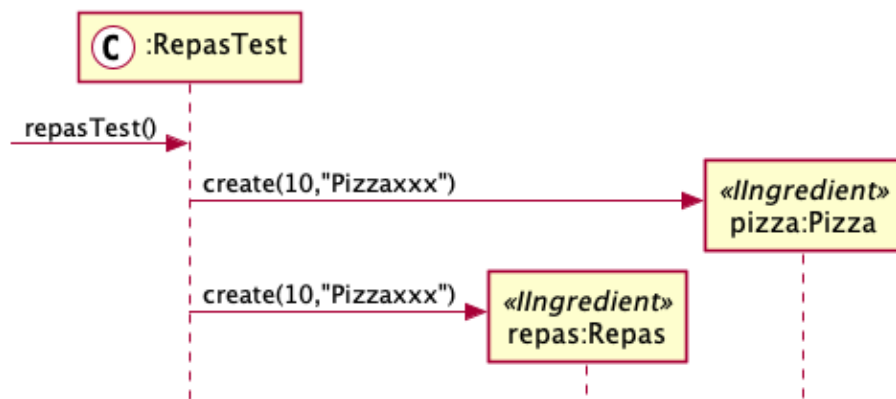 C :RepasTest
repasTest()
create(10,"Pizzaxxx")
«IIngredient»
pizza:Pizza
create(10,"Pizzaxxx")
«IIngredient»
repas:Repas